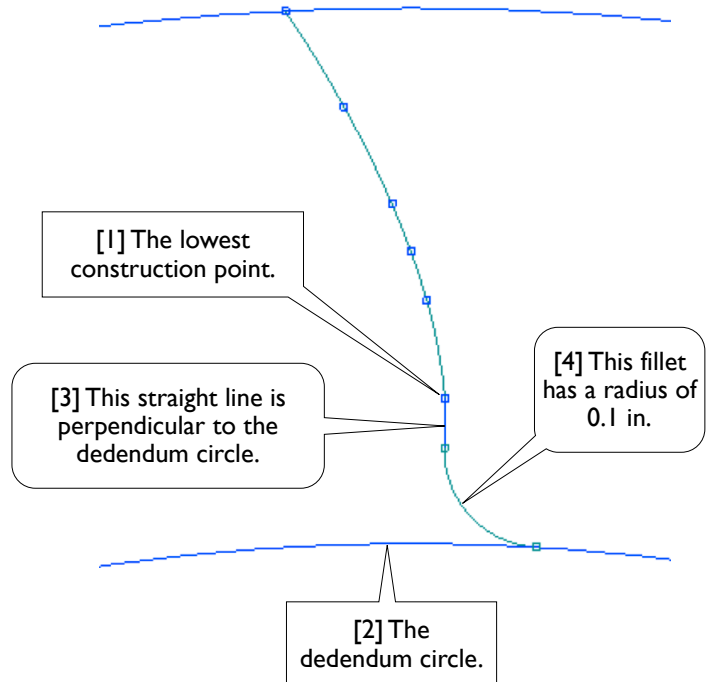 [1] The lowest
construction point.
[3] This straight line is
perpendicular to the
dedendum circle.
[4] This fillet
has a radius of
0.1 in.
[2] The
dedendum circle.